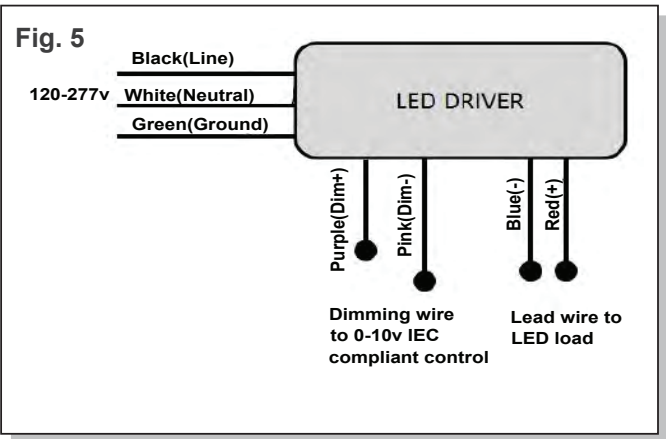 Fig. 5
Black(Line)
120-277v White(Neutral)
Green(Ground)
LED DRIVER
Purple(Dim+)
Pink(Dim-)
Blue(-)
Red(+)
Dimming wire
to 0-10v IEC
compliant control
Lead wire to
LED load